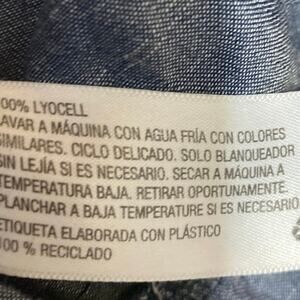 100% LYOCELL
LAVAR A MÁQUINA CON AGUA FRÍA CON COLORES
SIMILARES. CICLO DELICADO. SOLO BLANQUEADOR
SIN LEJÍA SI ES NECESARIO. SECAR A MÁQUINA A
TEMPERATURA BAJA. RETIRAR OPORTUNAMENTE.
PLANCHAR A BAJA TEMPERATURE SI ES NECESARIO
ETIQUETA ELABORADA CON PLÁSTICO
100 % RECICLADO